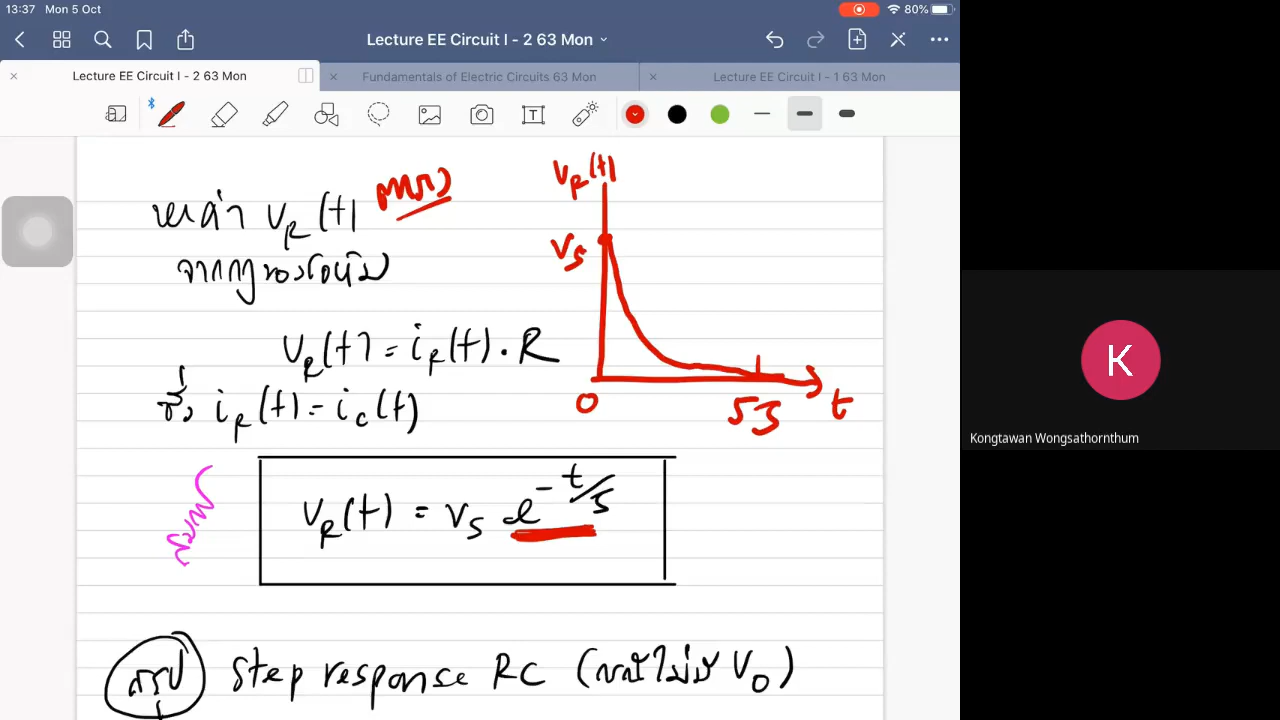 13:37 Mon 5 Oct
80%
Lecture EE Circuit I - 2 63 Mon
Lecture EE Circuit I - 2 63 Mon
Fundamentals of Electric Circuits 63 Mon
Lecture EE Circuit I - 1 63 Mon
หาค่า v_R(t)
จากกฎของโอห์ม
v_R(t) = i_R(t) · R
ซึ่ง i_R(t) = i_C(t)
v_R(t) = v_S e^{-t/τ}
v_R(t)
v_S
0
5τ
t
สรุป Step response RC (กรณีไม่มี V_0)
K
Kongtawan Wongsathornthum